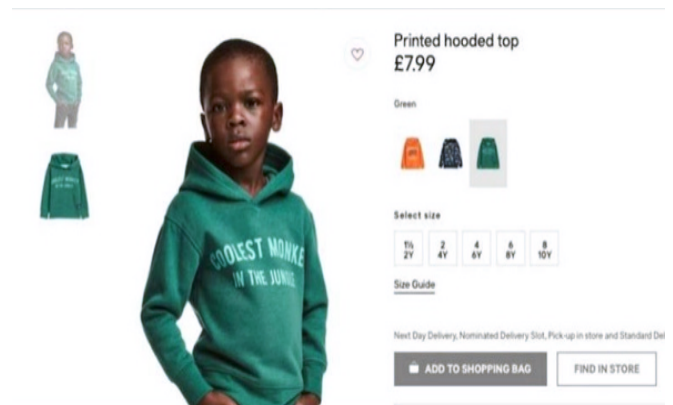 Printed hooded top
£7.99
Green
COOLEST MONKE
IN THE JUNGL
Select size
1½
2Y
2
4Y
4
6Y
6
8Y
8
10Y
Size Guide
Next Day Delivery, Nominated Delivery Slot, Pick-up in store and Standard Del
ADD TO SHOPPING BAG
FIND IN STORE